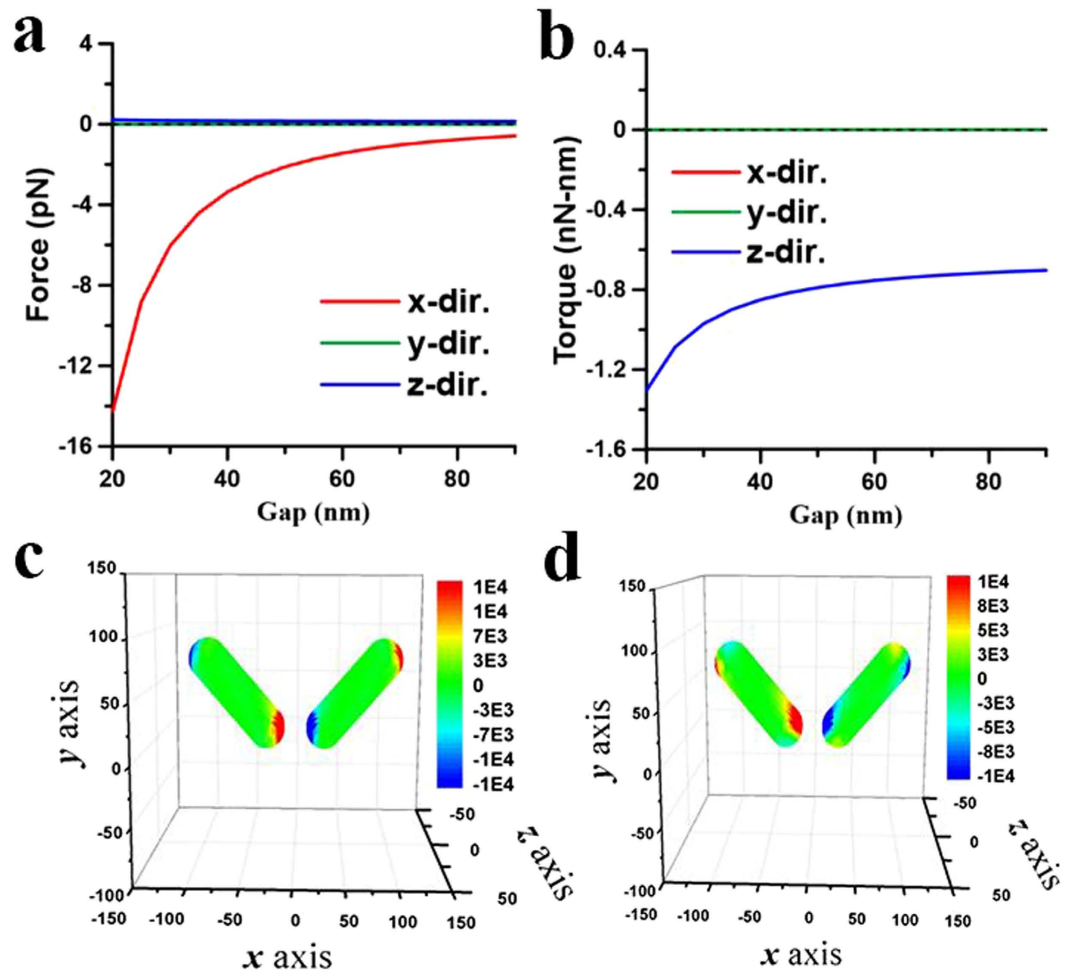 a
4
0
-4
-8
-12
-16
Force (pN)
x-dir.
y-dir.
z-dir.
20
40
60
80
Gap (nm)
b
0.4
0
-0.4
-0.8
-1.2
-1.6
Torque (nN-nm)
x-dir.
y-dir.
z-dir.
20
40
60
80
Gap (nm)
c
150
100
50
0
-50
-100
y axis
-150
-100
-50
0
50
100
150
x axis
-50
0
50
z axis
1E4
1E4
7E3
3E3
0
-3E3
-7E3
-1E4
-1E4
d
150
100
50
0
-50
-100
y axis
-150
-100
-50
0
50
100
150
x axis
-50
0
50
z axis
1E4
8E3
5E3
3E3
0
-3E3
-5E3
-8E3
-1E4